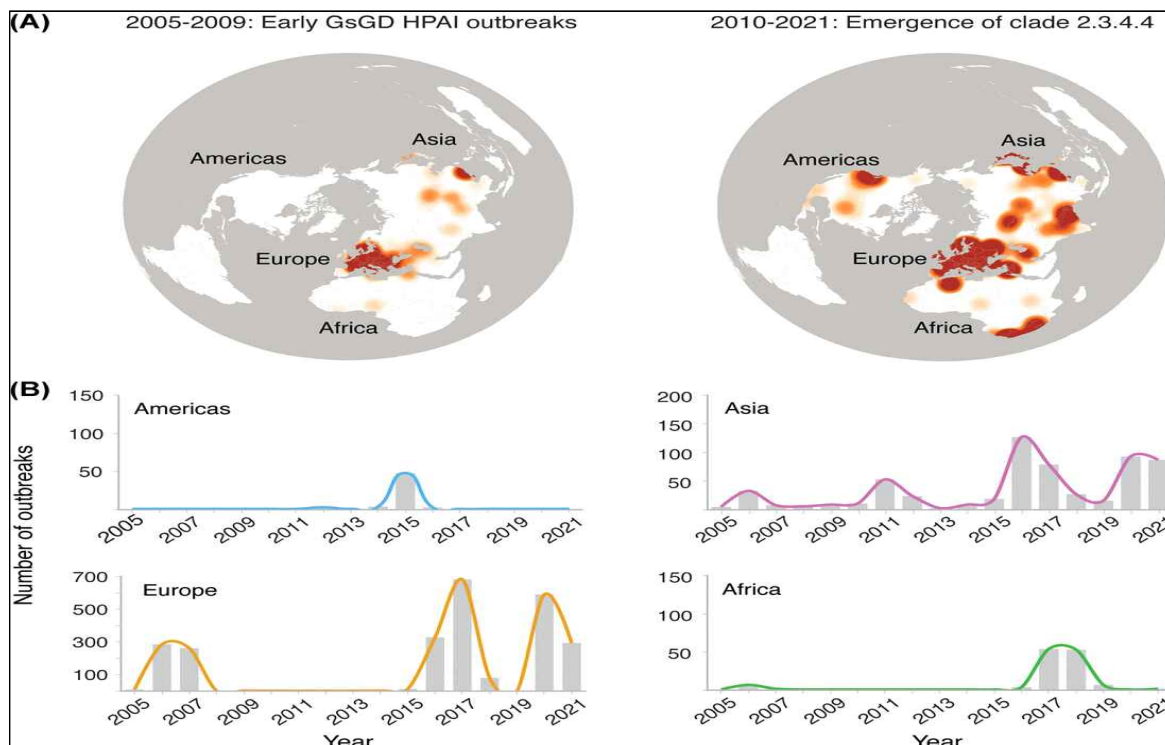 (A)
2005-2009: Early GsGD HPAI outbreaks
2010-2021: Emergence of clade 2.3.4.4
Asia
Americas
Europe
Africa
Asia
Americas
Europe
Africa
(B)
Number of outbreaks
150
100
50
Americas
2005 2007 2009 2011 2013 2015 2017 2019 2021
200
150
100
50
Asia
2005 2007 2009 2011 2013 2015 2017 2019 2021
700
500
300
100
Europe
2005 2007 2009 2011 2013 2015 2017 2019 2021
Year
150
100
50
Africa
2005 2007 2009 2011 2013 2015 2017 2019 2021
Year